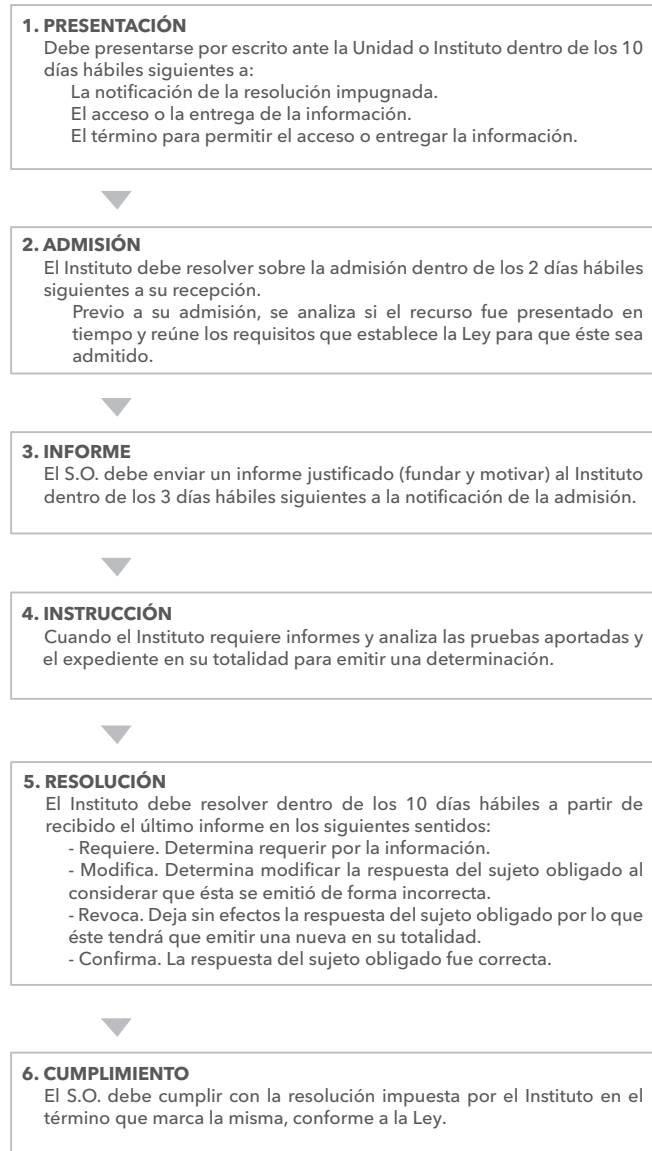 1. PRESENTACIÓN
Debe presentarse por escrito ante la Unidad o Instituto dentro de los 10
días hábiles siguientes a:
La notificación de la resolución impugnada.
El acceso o la entrega de la información.
El término para permitir el acceso o entregar la información.
2. ADMISIÓN
El Instituto debe resolver sobre la admisión dentro de los 2 días hábiles
siguientes a su recepción.
Previo a su admisión, se analiza si el recurso fue presentado en
tiempo y reúne los requisitos que establece la Ley para que éste sea
admitido.
3. INFORME
El S.O. debe enviar un informe justificado (fundar y motivar) al Instituto
dentro de los 3 días hábiles siguientes a la notificación de la admisión.
4. INSTRUCCIÓN
Cuando el Instituto requiere informes y analiza las pruebas aportadas y
el expediente en su totalidad para emitir una determinación.
5. RESOLUCIÓN
El Instituto debe resolver dentro de los 10 días hábiles a partir de
recibido el último informe en los siguientes sentidos:
- Requiere. Determina requerir por la información.
- Modifica. Determina modificar la respuesta del sujeto obligado al
considerar que ésta se emitió de forma incorrecta.
- Revoca. Deja sin efectos la respuesta del sujeto obligado por lo que
éste tendrá que emitir una nueva en su totalidad.
- Confirma. La respuesta del sujeto obligado fue correcta.
6. CUMPLIMIENTO
El S.O. debe cumplir con la resolución impuesta por el Instituto en el
término que marca la misma, conforme a la Ley.